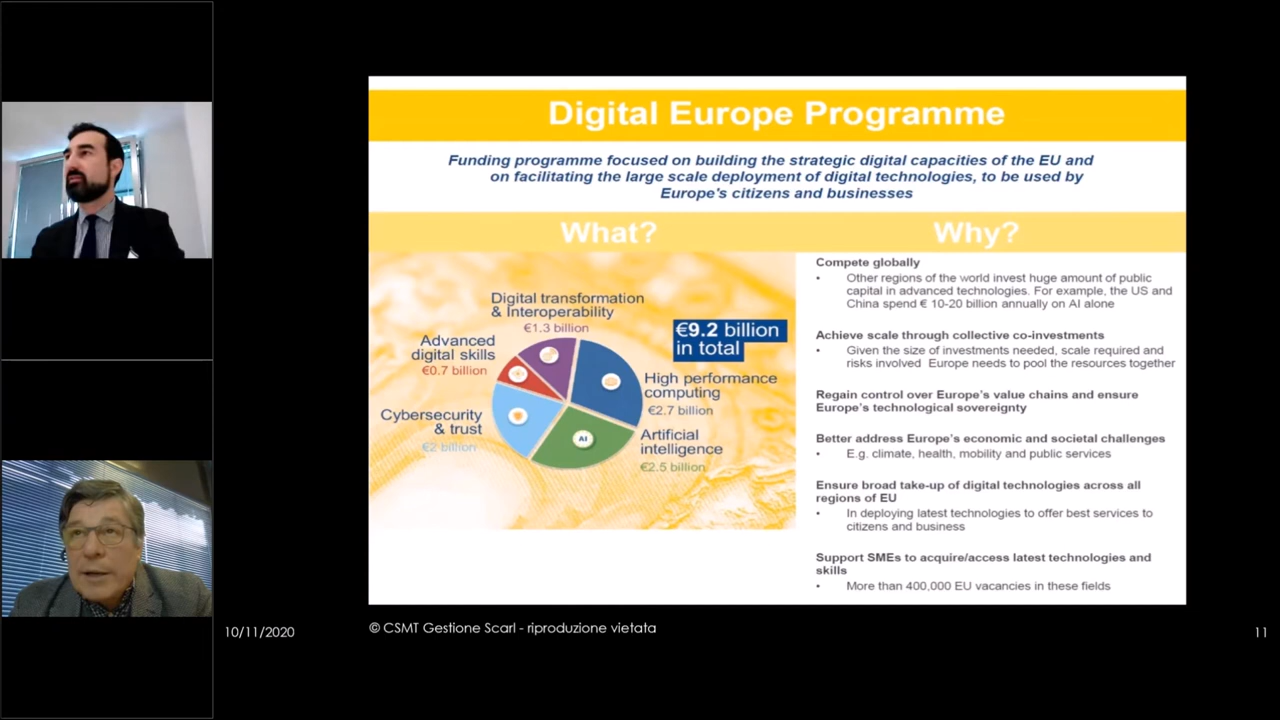 Digital Europe Programme
Funding programme focused on building the strategic digital capacities of the EU and
on facilitating the large scale deployment of digital technologies, to be used by
Europe's citizens and businesses
What?
Digital transformation
& Interoperability
€1.3 billion
Advanced
digital skills
€0.7 billion
€9.2 billion
in total
High performance
computing
€2.7 billion
Cybersecurity
& trust
€2 billion
AI
Artificial
intelligence
€2.5 billion
Why?
Compete globally
• Other regions of the world invest huge amount of public
capital in advanced technologies. For example, the US and
China spend € 10-20 billion annually on AI alone
Achieve scale through collective co-investments
• Given the size of investments needed, scale required and
risks involved Europe needs to pool the resources together
Regain control over Europe's value chains and ensure
Europe's technological sovereignty
Better address Europe's economic and societal challenges
• E.g. climate, health, mobility and public services
Ensure broad take-up of digital technologies across all
regions of EU
• In deploying latest technologies to offer best services to
citizens and business
Support SMEs to acquire/access latest technologies and
skills
• More than 400,000 EU vacancies in these fields
10/11/2020
© CSMT Gestione Scarl - riproduzione vietata
11